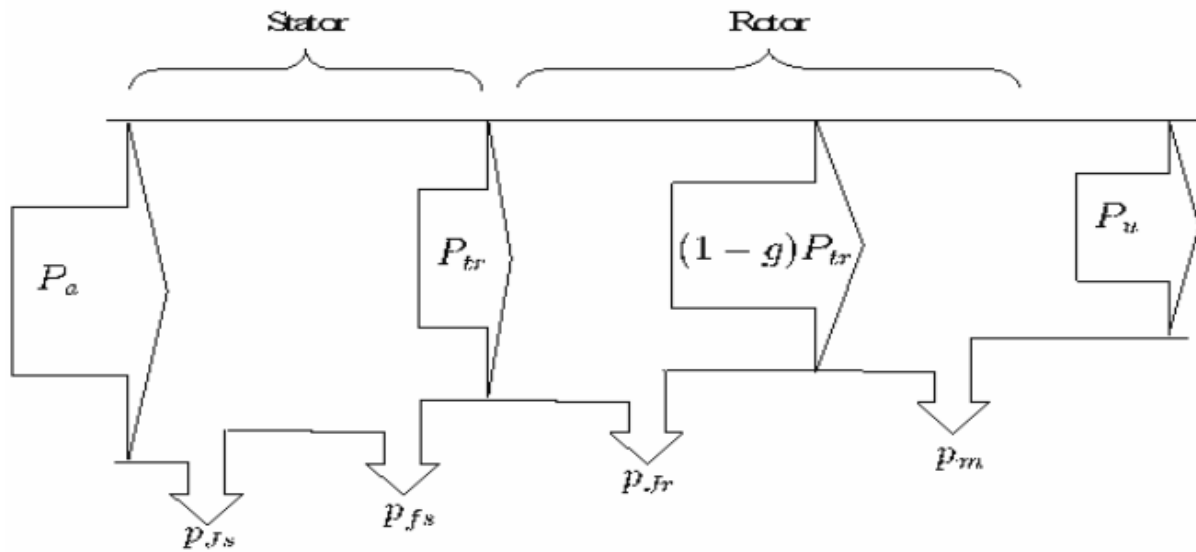 Stator
Rotor
P_a
P_tr
(1 − g)P_tr
P_u
p_Js
p_fs
p_Jr
p_m